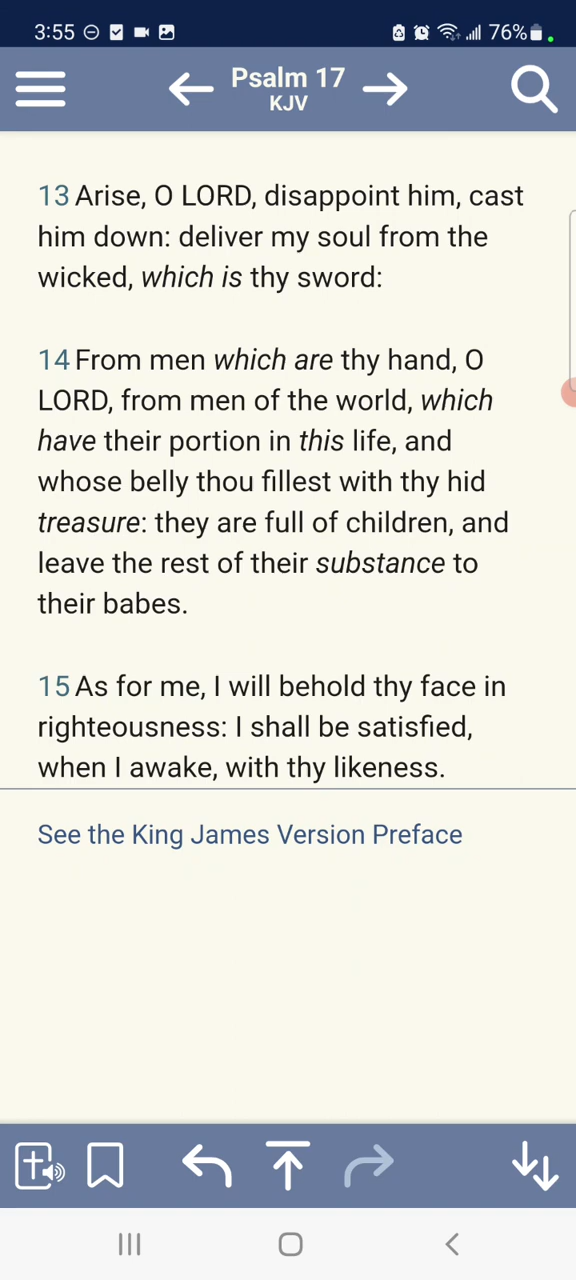 3:55
76%
Psalm 17
KJV
13 Arise, O LORD, disappoint him, cast
him down: deliver my soul from the
wicked, which is thy sword:
14 From men which are thy hand, O
LORD, from men of the world, which
have their portion in this life, and
whose belly thou fillest with thy hid
treasure: they are full of children, and
leave the rest of their substance to
their babes.
15 As for me, I will behold thy face in
righteousness: I shall be satisfied,
when I awake, with thy likeness.
See the King James Version Preface